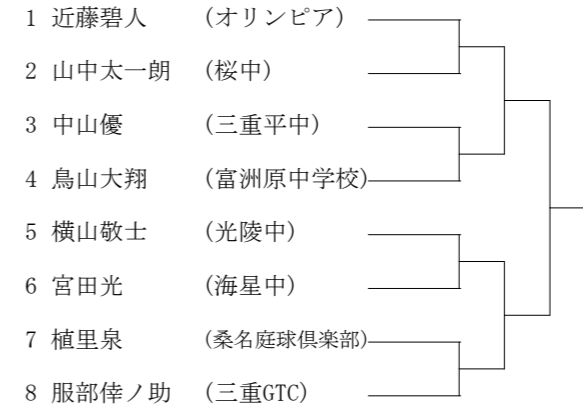 1 近藤碧人 (オリンピア)
2 山中太一朗 (桜中)
3 中山優 (三重平中)
4 鳥山大翔 (富洲原中学校)
5 横山敬士 (光陵中)
6 宮田光 (海星中)
7 植里泉 (桑名庭球倶楽部)
8 服部倖ノ助 (三重GTC)